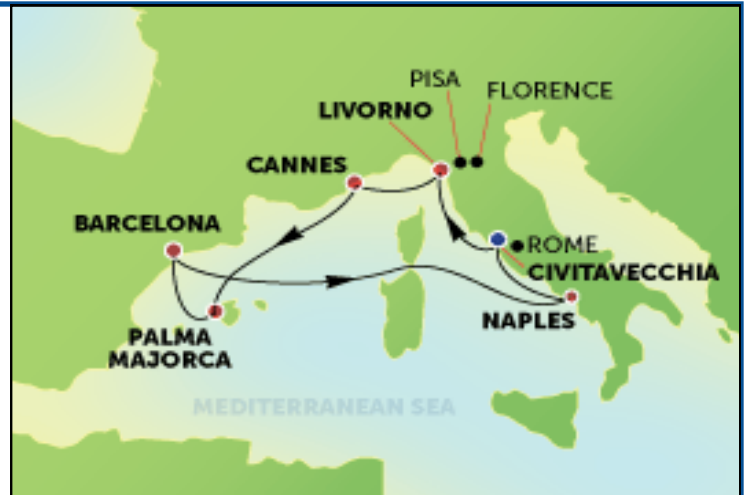 PISA
FLORENCE
LIVORNO
CANNES
BARCELONA
ROME
CIVITAVECCHIA
NAPLES
PALMA
MAJORCA
MEDITERRANEAN SEA